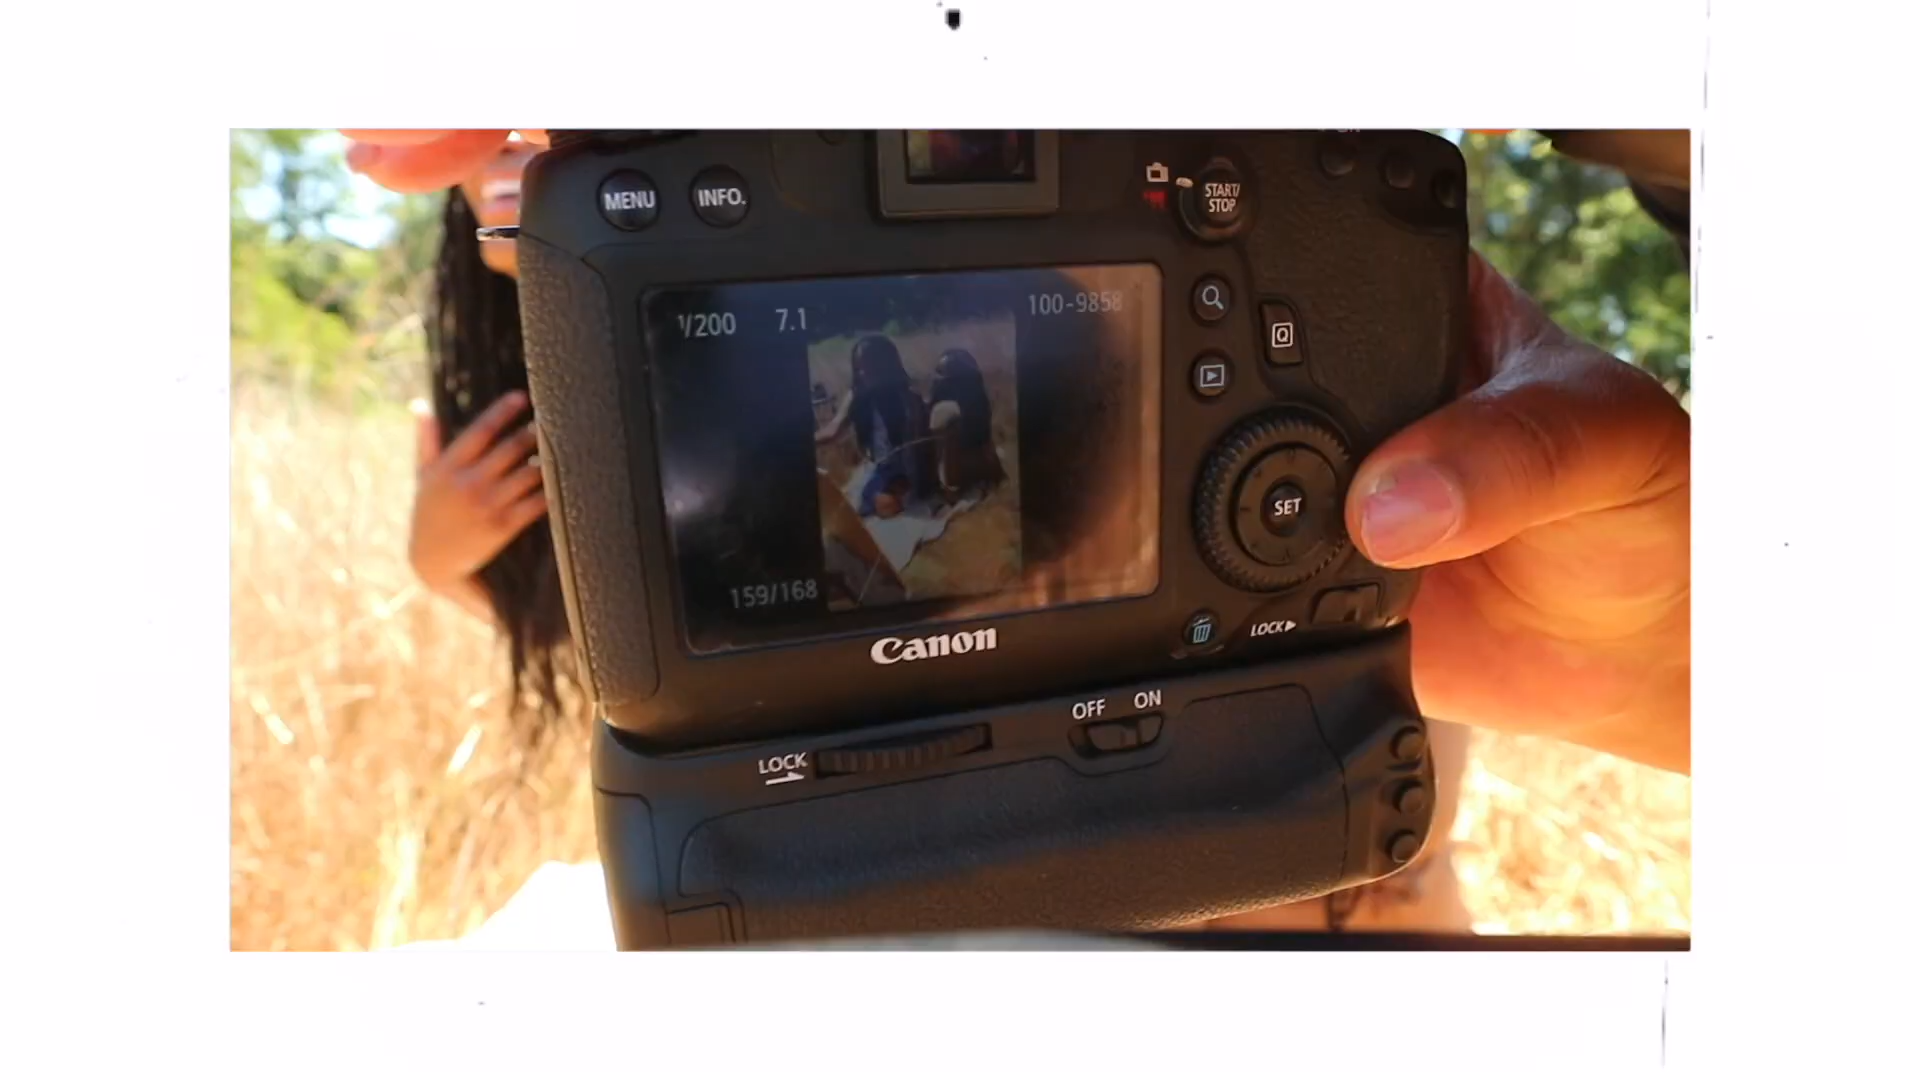 MENU INFO.
START/
STOP
1/200 7.1 100-9858
Q
SET
159/168
Canon
LOCK
OFF ON
LOCK